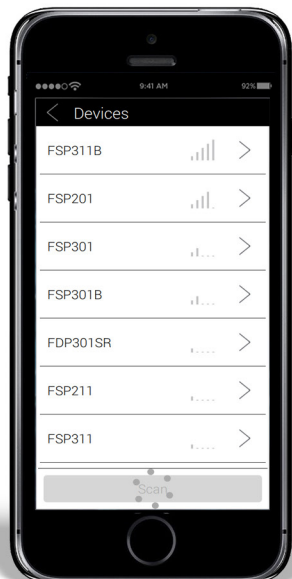 9:41 AM
92%
Devices
FSP311B
FSP201
FSP301
FSP301B
FDP301SR
FSP211
FSP311
Scan